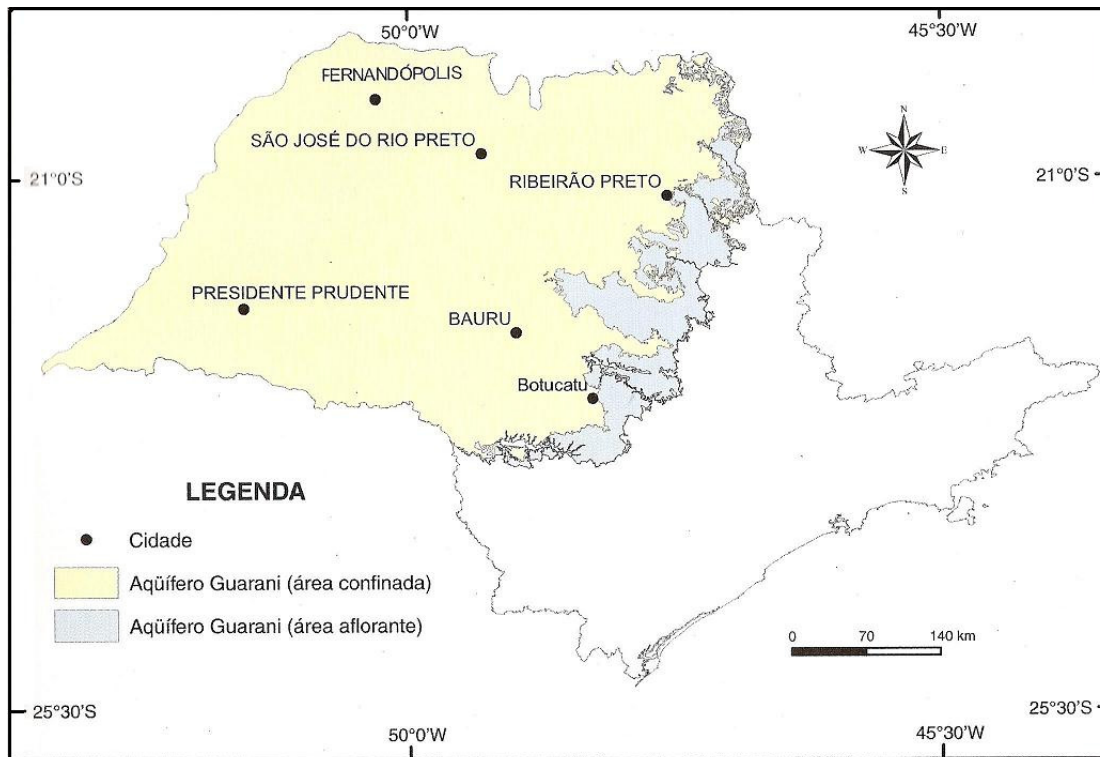 50°0'W
45°30'W
FERNANDÓPOLIS
SÃO JOSÉ DO RIO PRETO
N
W
E
S
21°0'S
RIBEIRÃO PRETO
21°0'S
PRESIDENTE PRUDENTE
BAURU
Botucatu
LEGENDA
Cidade
Aqüífero Guarani (área confinada)
Aqüífero Guarani (área aflorante)
0 70 140 km
25°30'S
25°30'S
50°0'W
45°30'W